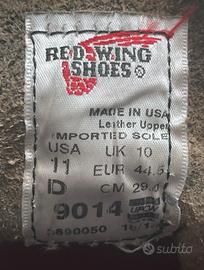 RED WING
SHOES®
MADE IN USA
Leather Upper
IMPORTED SOLE
USA UK 10
11 EUR 44.5
D CM 29.0
9014
subito